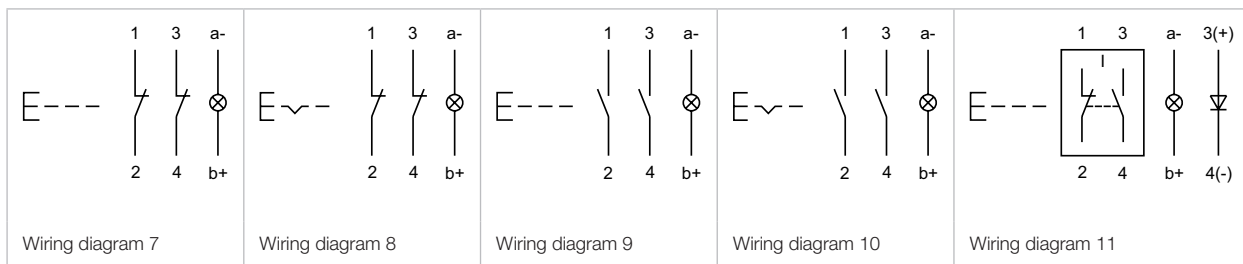 1 3 a-
2 4 b+
Wiring diagram 7
1 3 a-
2 4 b+
Wiring diagram 8
1 3 a-
2 4 b+
Wiring diagram 9
1 3 a-
2 4 b+
Wiring diagram 10
1 3 a- 3(+)
2 4 b+ 4(-)
Wiring diagram 11